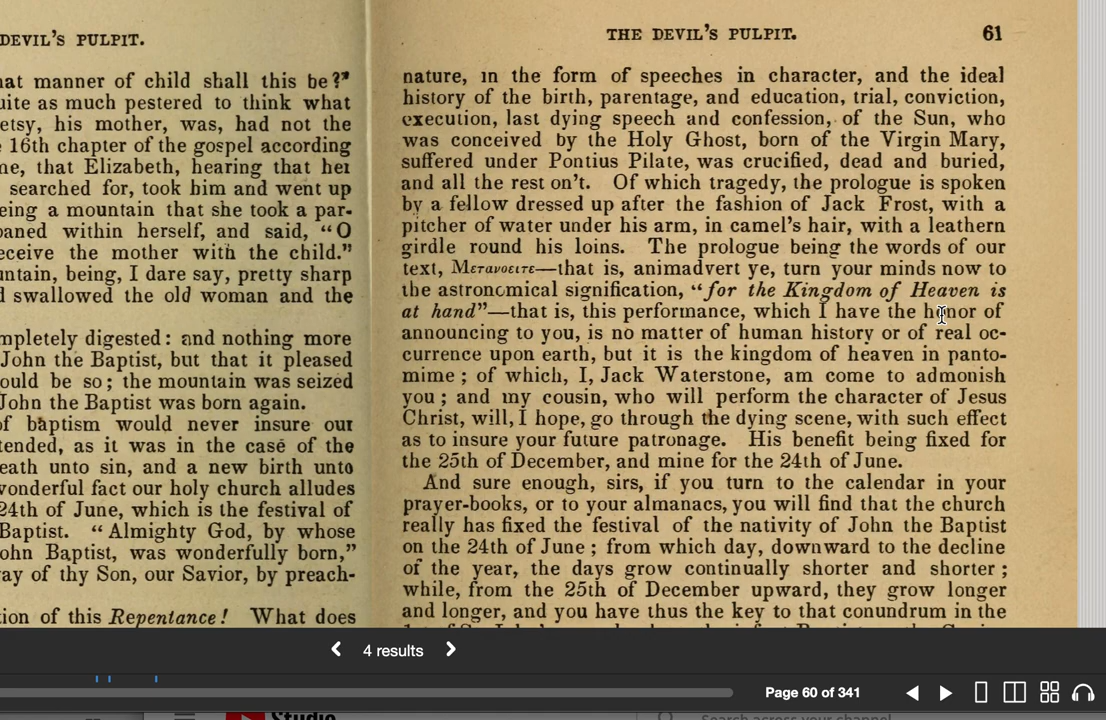 DEVIL'S PULPIT.
hat manner of child shall this be?"
uite as much pestered to think what
etsy, his mother, was, had not the
16th chapter of the gospel according
ne, that Elizabeth, hearing that her
searched for, took him and went up
eing a mountain that she took a par-
oaned within herself, and said, "O
eceive the mother with the child."
untain, being, I dare say, pretty sharp
d swallowed the old woman and the
mpletely digested: and nothing more
John the Baptist, but that it pleased
ould be so; the mountain was seized
John the Baptist was born again.
of baptism would never insure our
tended, as it was in the case of the
eath unto sin, and a new birth unto
wonderful fact our holy church alludes
24th of June, which is the festival of
Baptist. "Almighty God, by whose
ohn Baptist, was wonderfully born,"
ay of thy Son, our Savior, by preach-
tion of this Repentance! What does
THE DEVIL'S PULPIT. 61
nature, in the form of speeches in character, and the ideal
history of the birth, parentage, and education, trial, conviction,
execution, last dying speech and confession, of the Sun, who
was conceived by the Holy Ghost, born of the Virgin Mary,
suffered under Pontius Pilate, was crucified, dead and buried,
and all the rest on't. Of which tragedy, the prologue is spoken
by a fellow dressed up after the fashion of Jack Frost, with a
pitcher of water under his arm, in camel's hair, with a leathern
girdle round his loins. The prologue being the words of our
text, Μετανοειτε—that is, animadvert ye, turn your minds now to
the astronomical signification, "for the Kingdom of Heaven is
at hand"—that is, this performance, which I have the honor of
announcing to you, is no matter of human history or of real oc-
currence upon earth, but it is the kingdom of heaven in panto-
mime; of which, I, Jack Waterstone, am come to admonish
you; and my cousin, who will perform the character of Jesus
Christ, will, I hope, go through the dying scene, with such effect
as to insure your future patronage. His benefit being fixed for
the 25th of December, and mine for the 24th of June.
And sure enough, sirs, if you turn to the calendar in your
prayer-books, or to your almanacs, you will find that the church
really has fixed the festival of the nativity of John the Baptist
on the 24th of June; from which day, downward to the decline
of the year, the days grow continually shorter and shorter;
while, from the 25th of December upward, they grow longer
and longer, and you have thus the key to that conundrum in the
4 results
Page 60 of 341
Studio
Search across your channel